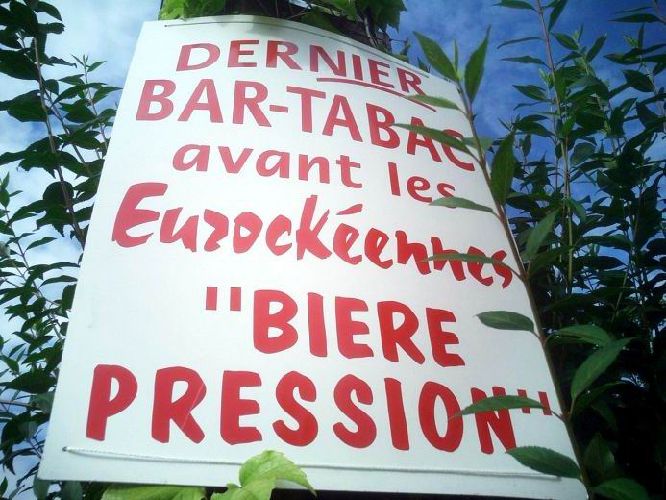 DERNIER
BAR-TABAC
avant les
Eurockéennes
"BIERE
PRESSION"